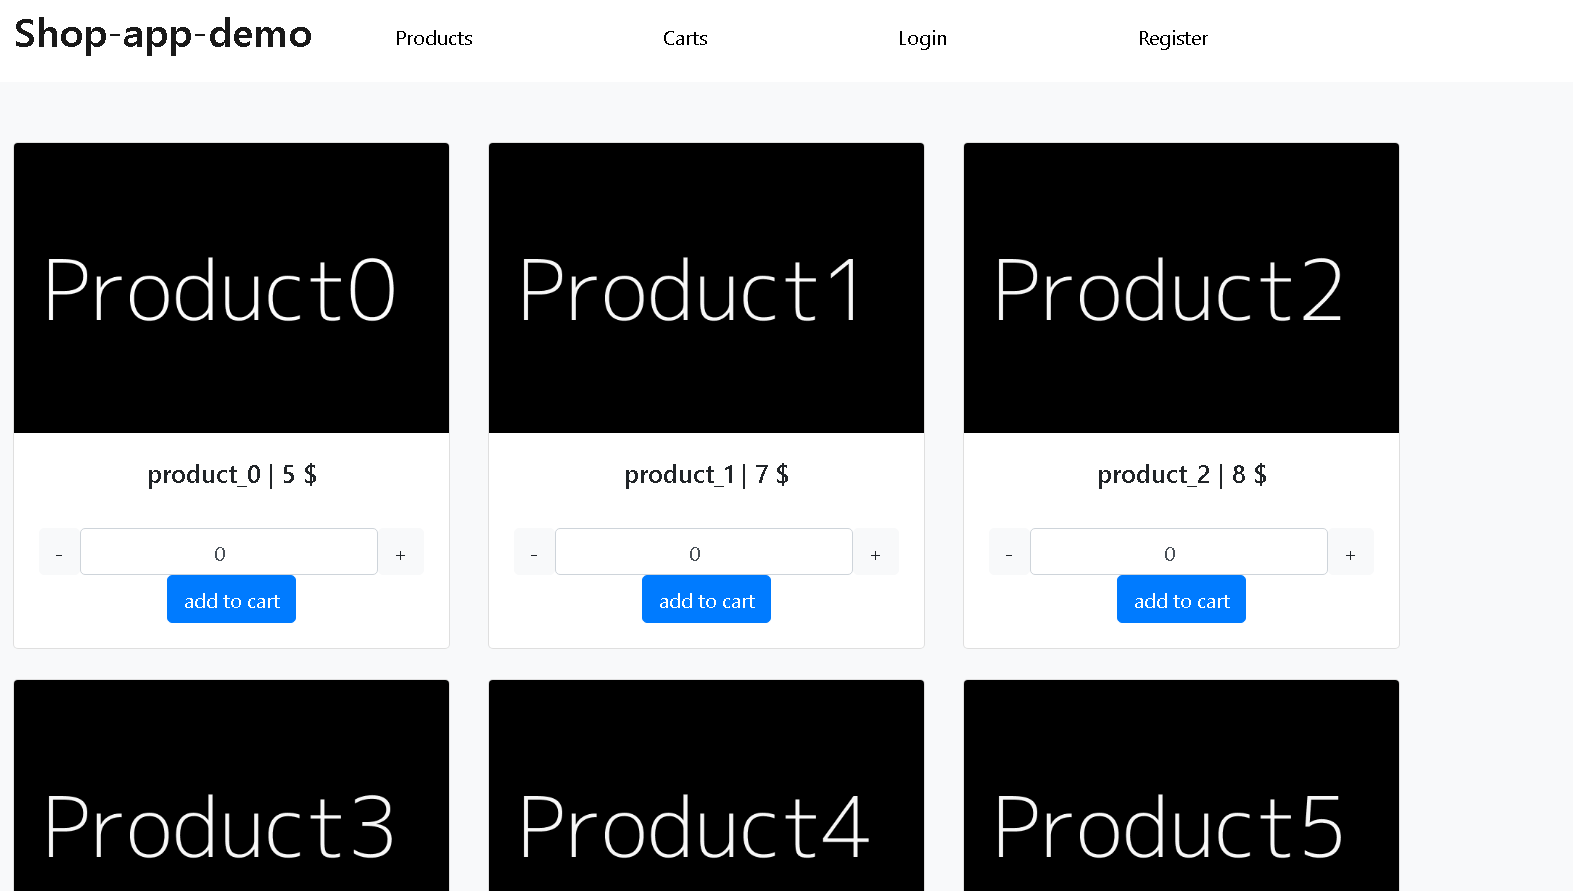 Shop-app-demo Products Carts Login Register
Product0 Product1 Product2
product_0 | 5 $ product_1 | 7 $ product_2 | 8 $
- 0 + - 0 + - 0 +
add to cart add to cart add to cart
Product3 Product4 Product5